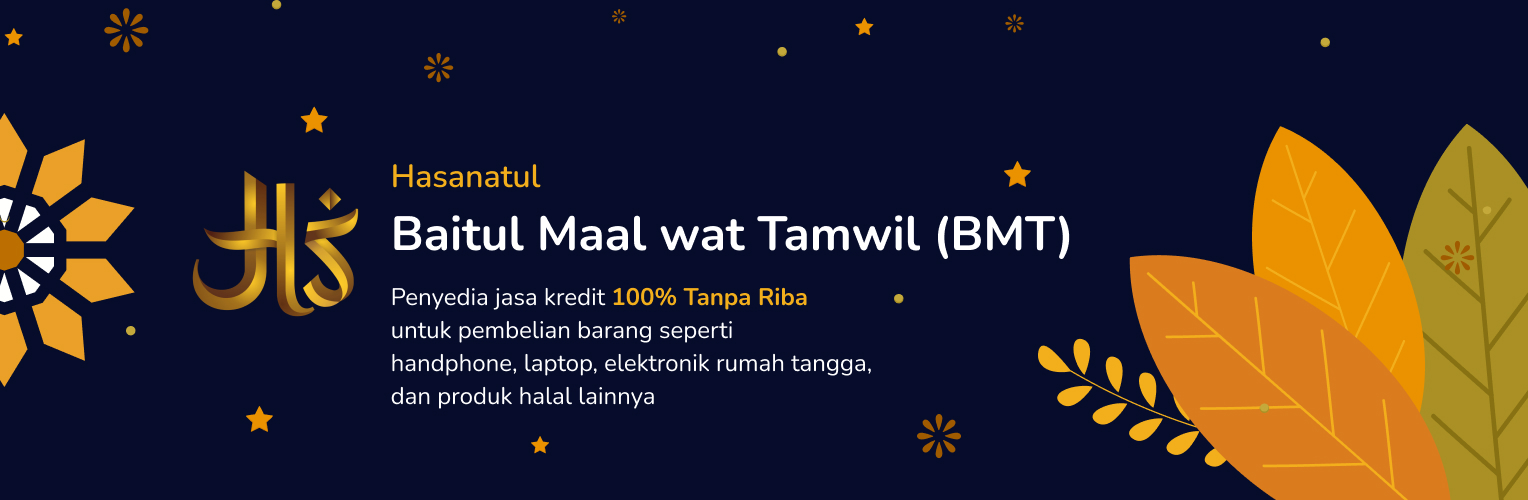 Hasanatul
Baitul Maal wat Tamwil (BMT)
Penyedia jasa kredit 100% Tanpa Riba
untuk pembelian barang seperti
handphone, laptop, elektronik rumah tangga,
dan produk halal lainnya